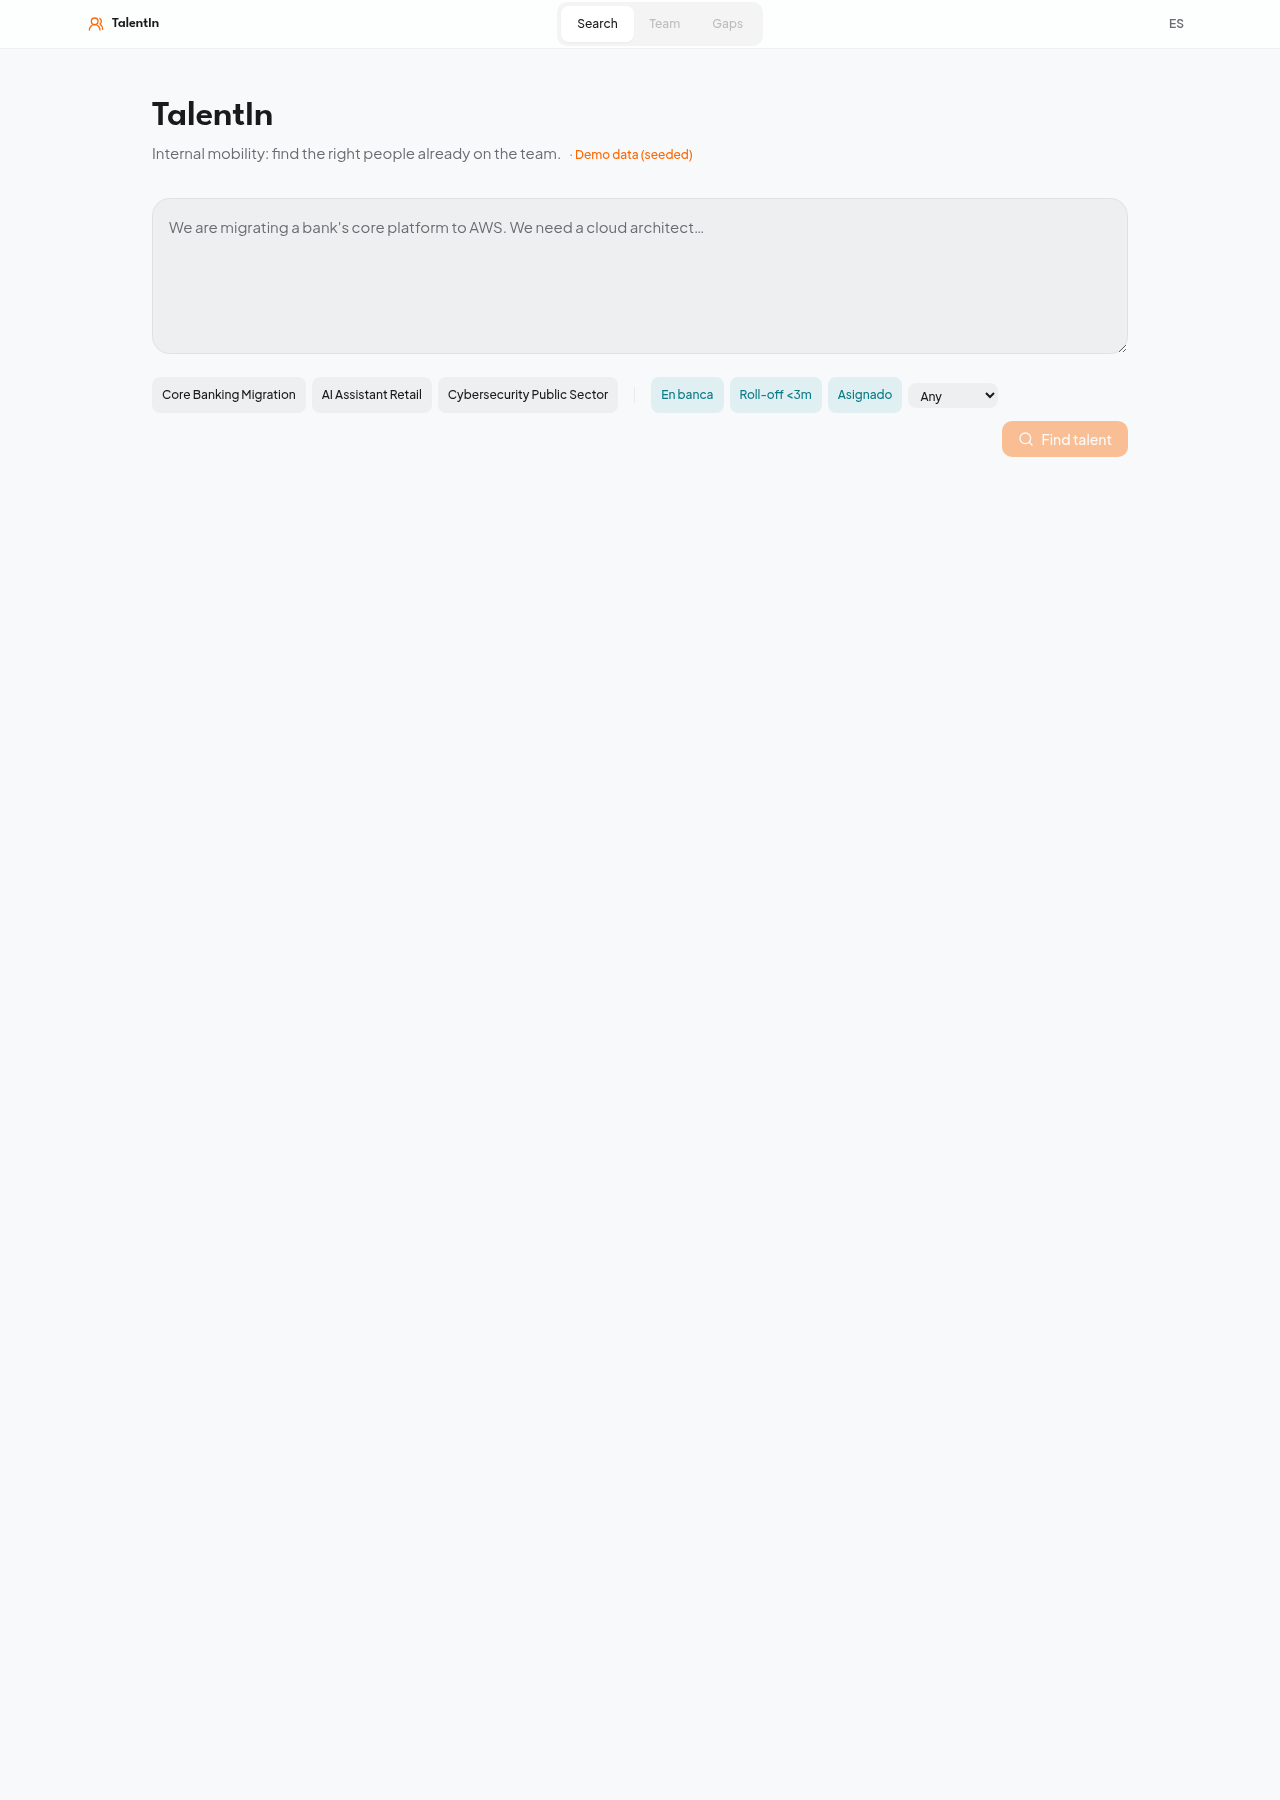 TalentIn
Search
Team
Gaps
ES
TalentIn
Internal mobility: find the right people already on the team. · Demo data (seeded)
We are migrating a bank's core platform to AWS. We need a cloud architect…
Core Banking Migration
AI Assistant Retail
Cybersecurity Public Sector
En banca
Roll-off <3m
Asignado
Any
Find talent